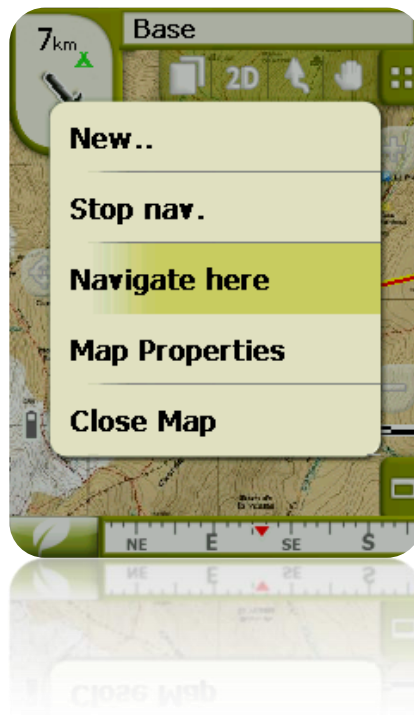 Base
7km
2D
New..
Stop nav.
Navigate here
Map Properties
Close Map
NE E SE S